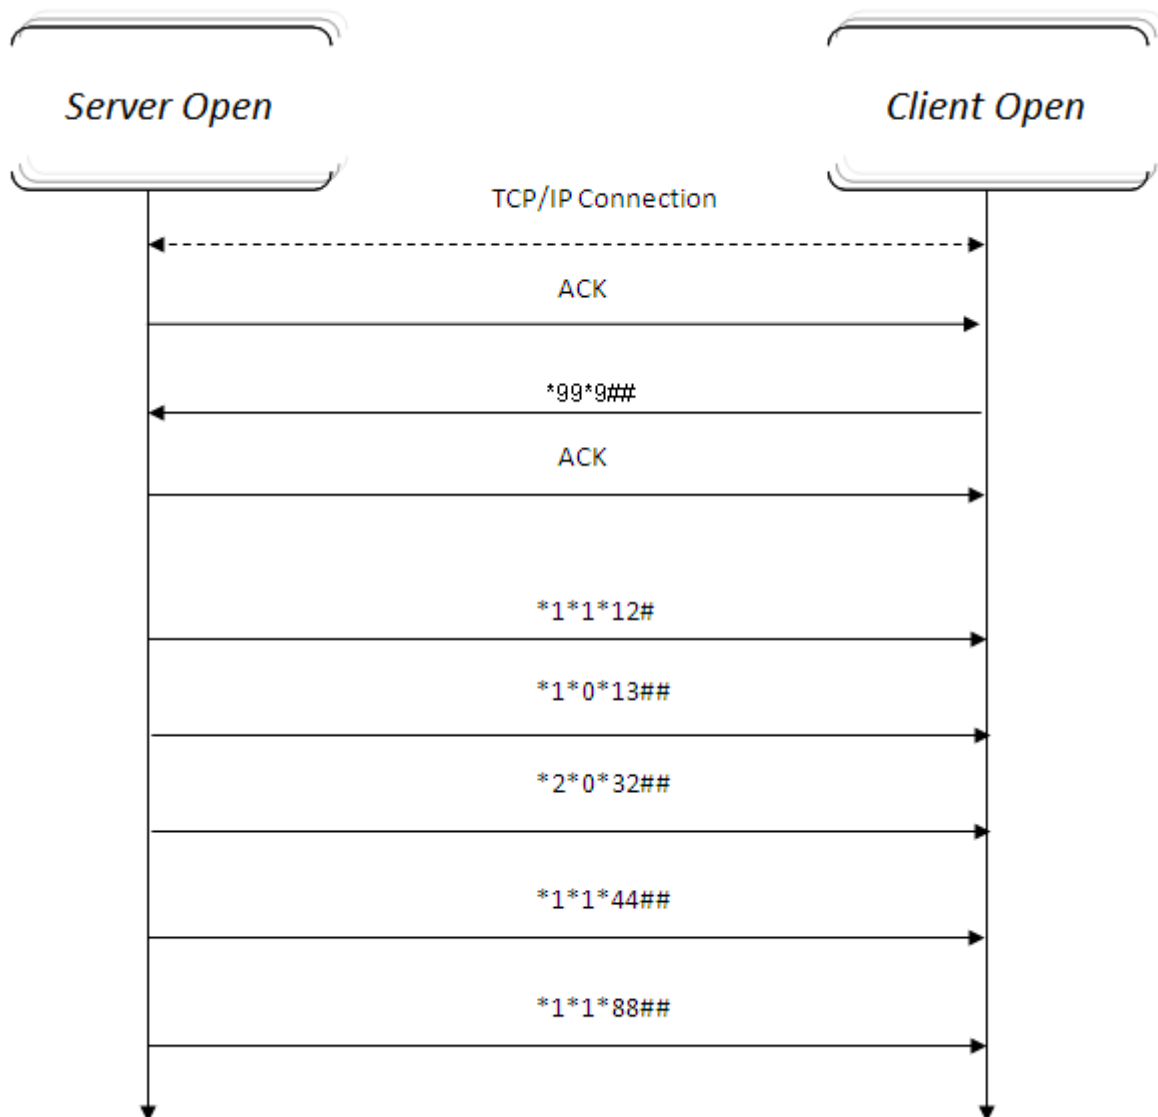 Server Open
Client Open
TCP/IP Connection
ACK
*99*9##
ACK
*1*1*12#
*1*0*13##
*2*0*32##
*1*1*44##
*1*1*88##